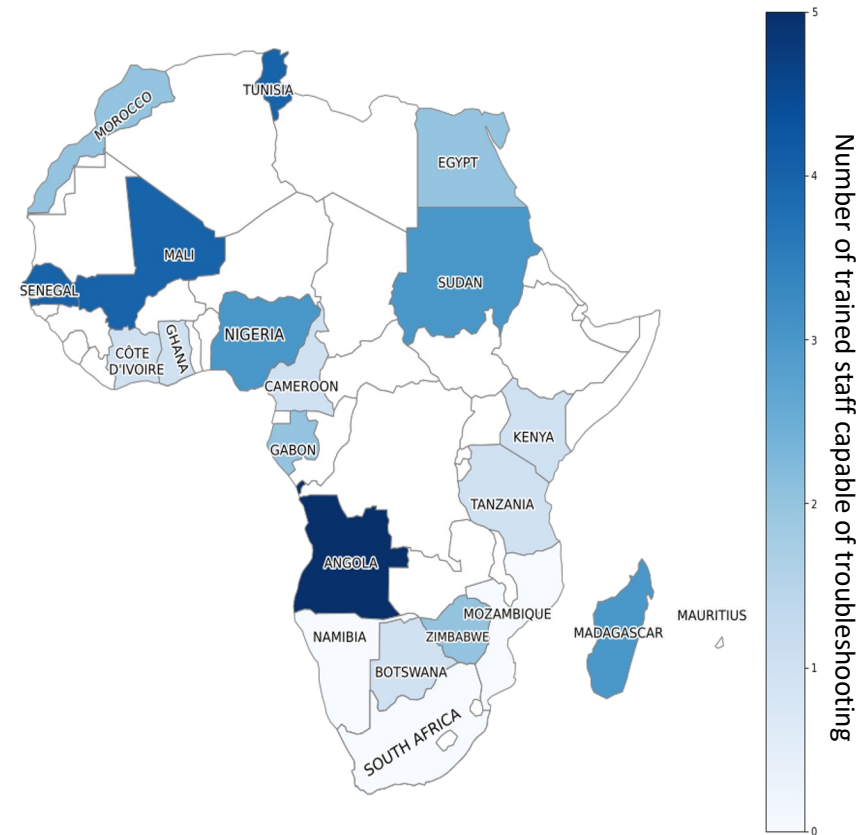 5
TUNISIA
MOROCCO
EGYPT
4
MALI
SENEGAL
SUDAN
NIGERIA
GHANA
3
CÔTE
D'IVOIRE
CAMEROON
KENYA
GABON
TANZANIA
2
ANGOLA
MOZAMBIQUE
MAURITIUS
NAMIBIA
ZIMBABWE
MADAGASCAR
BOTSWANA
1
SOUTH AFRICA
0
Number of trained staff capable of troubleshooting